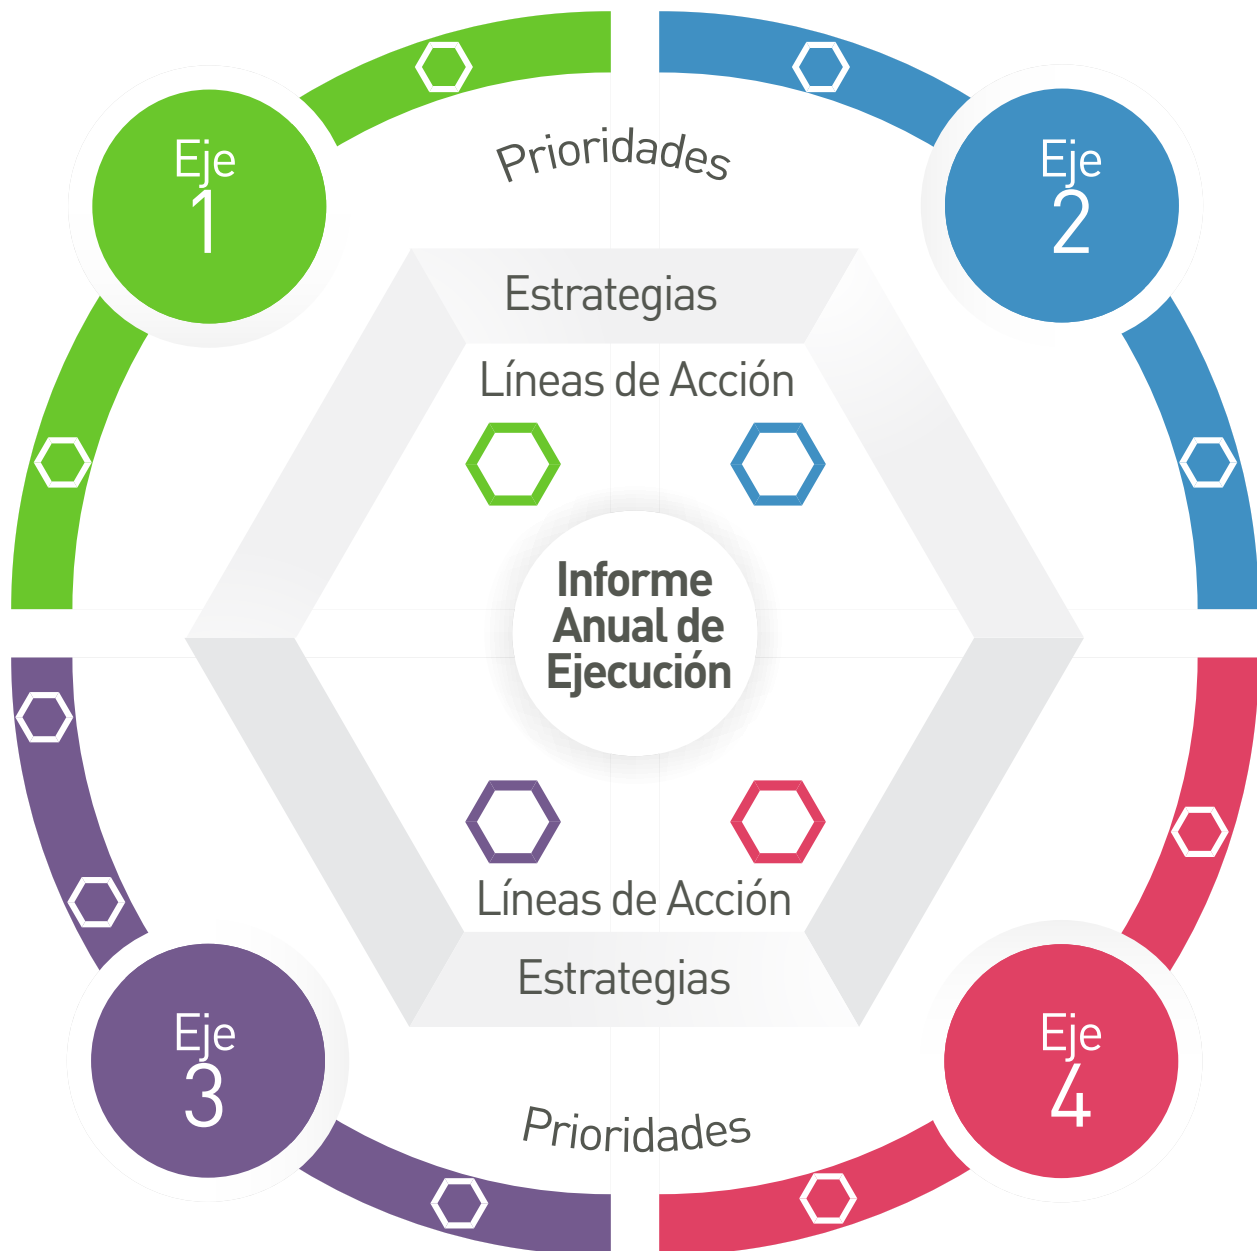 Prioridades
Eje
1
Eje
2
Estrategias
Líneas de Acción
Informe
Anual de
Ejecución
Líneas de Acción
Estrategias
Eje
3
Eje
4
Prioridades